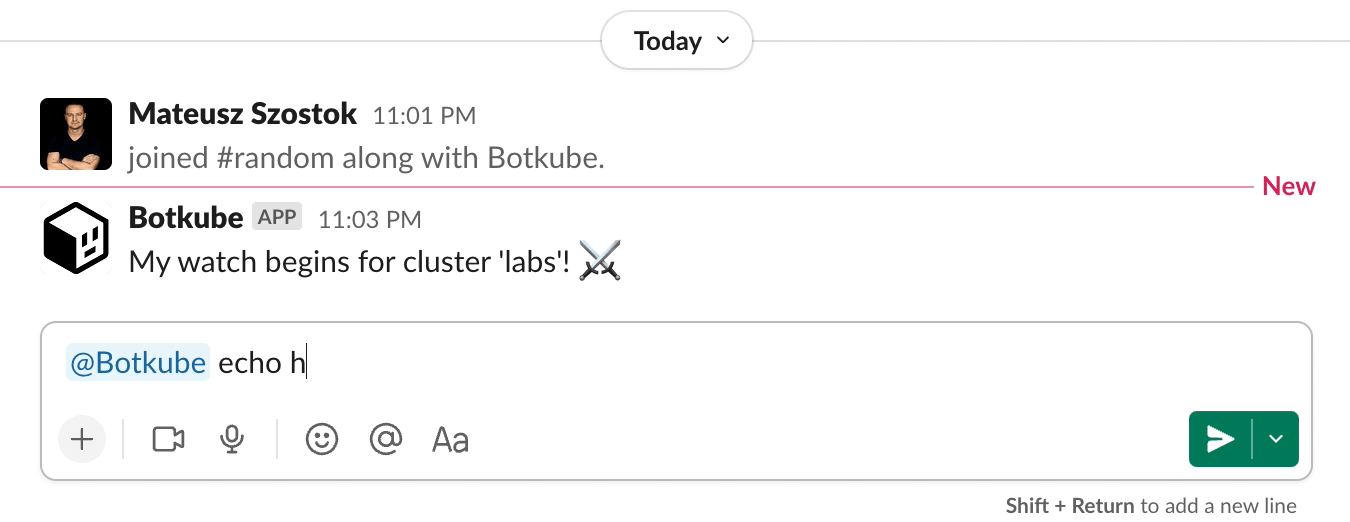 Today
Mateusz Szostok 11:01 PM
joined #random along with Botkube.
New
Botkube APP 11:03 PM
My watch begins for cluster 'labs'! ⚔️
@Botkube echo h
Aa
Shift + Return to add a new line